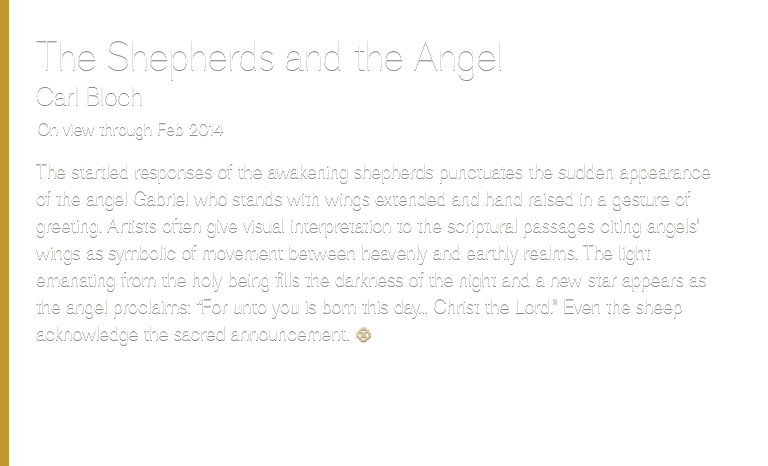 The Shepherds and the Angel
Carl Bloch
On view through Feb 2014
The startled responses of the awakening shepherds punctuates the sudden appearance
of the angel Gabriel who stands with wings extended and hand raised in a gesture of
greeting. Artists often give visual interpretation to the scriptural passages citing angels'
wings as symbolic of movement between heavenly and earthly realms. The light
emanating from the holy being fills the darkness of the night and a new star appears as
the angel proclaims: “For unto you is born this day... Christ the Lord.” Even the sheep
acknowledge the sacred announcement.